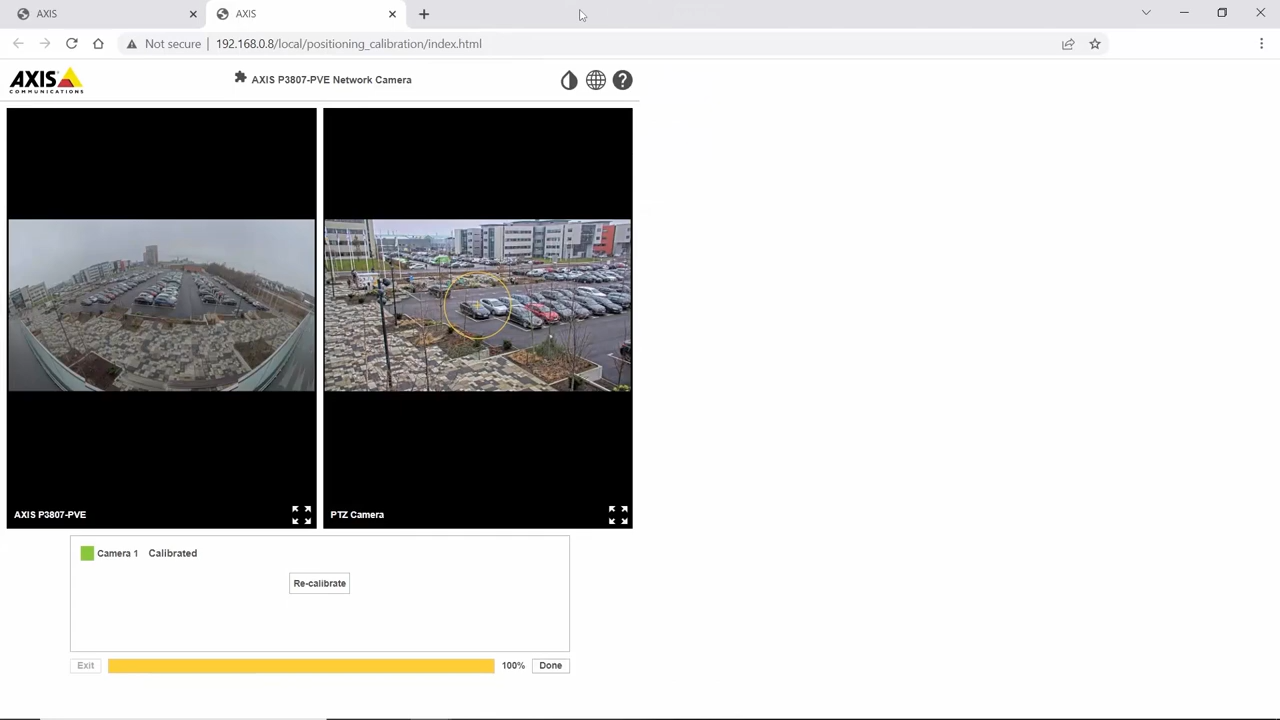 AXIS
AXIS
Not secure
192.168.0.8/local/positioning_calibration/index.html
AXIS
COMMUNICATIONS
AXIS P3807-PVE Network Camera
AXIS P3807-PVE
PTZ Camera
Camera 1 Calibrated
Re-calibrate
Exit
100%
Done